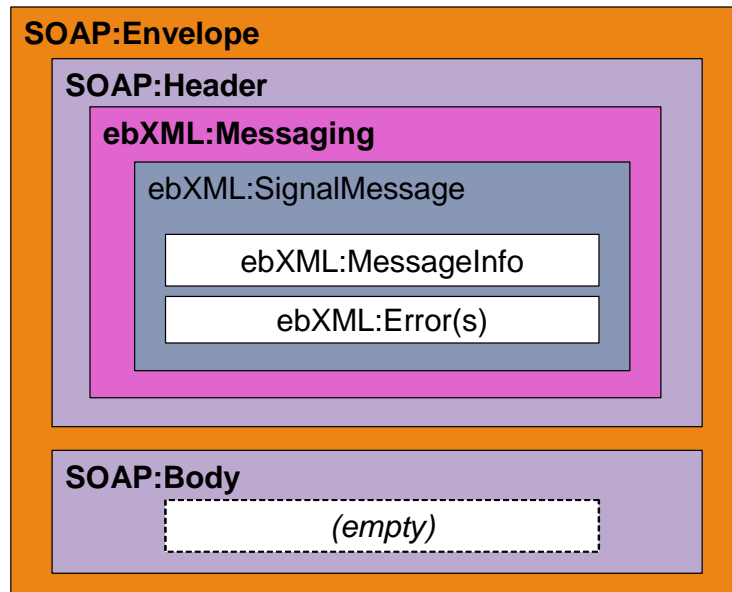 SOAP:Envelope
SOAP:Header
ebXML:Messaging
ebXML:SignalMessage
ebXML:MessageInfo
ebXML:Error(s)
SOAP:Body
(empty)